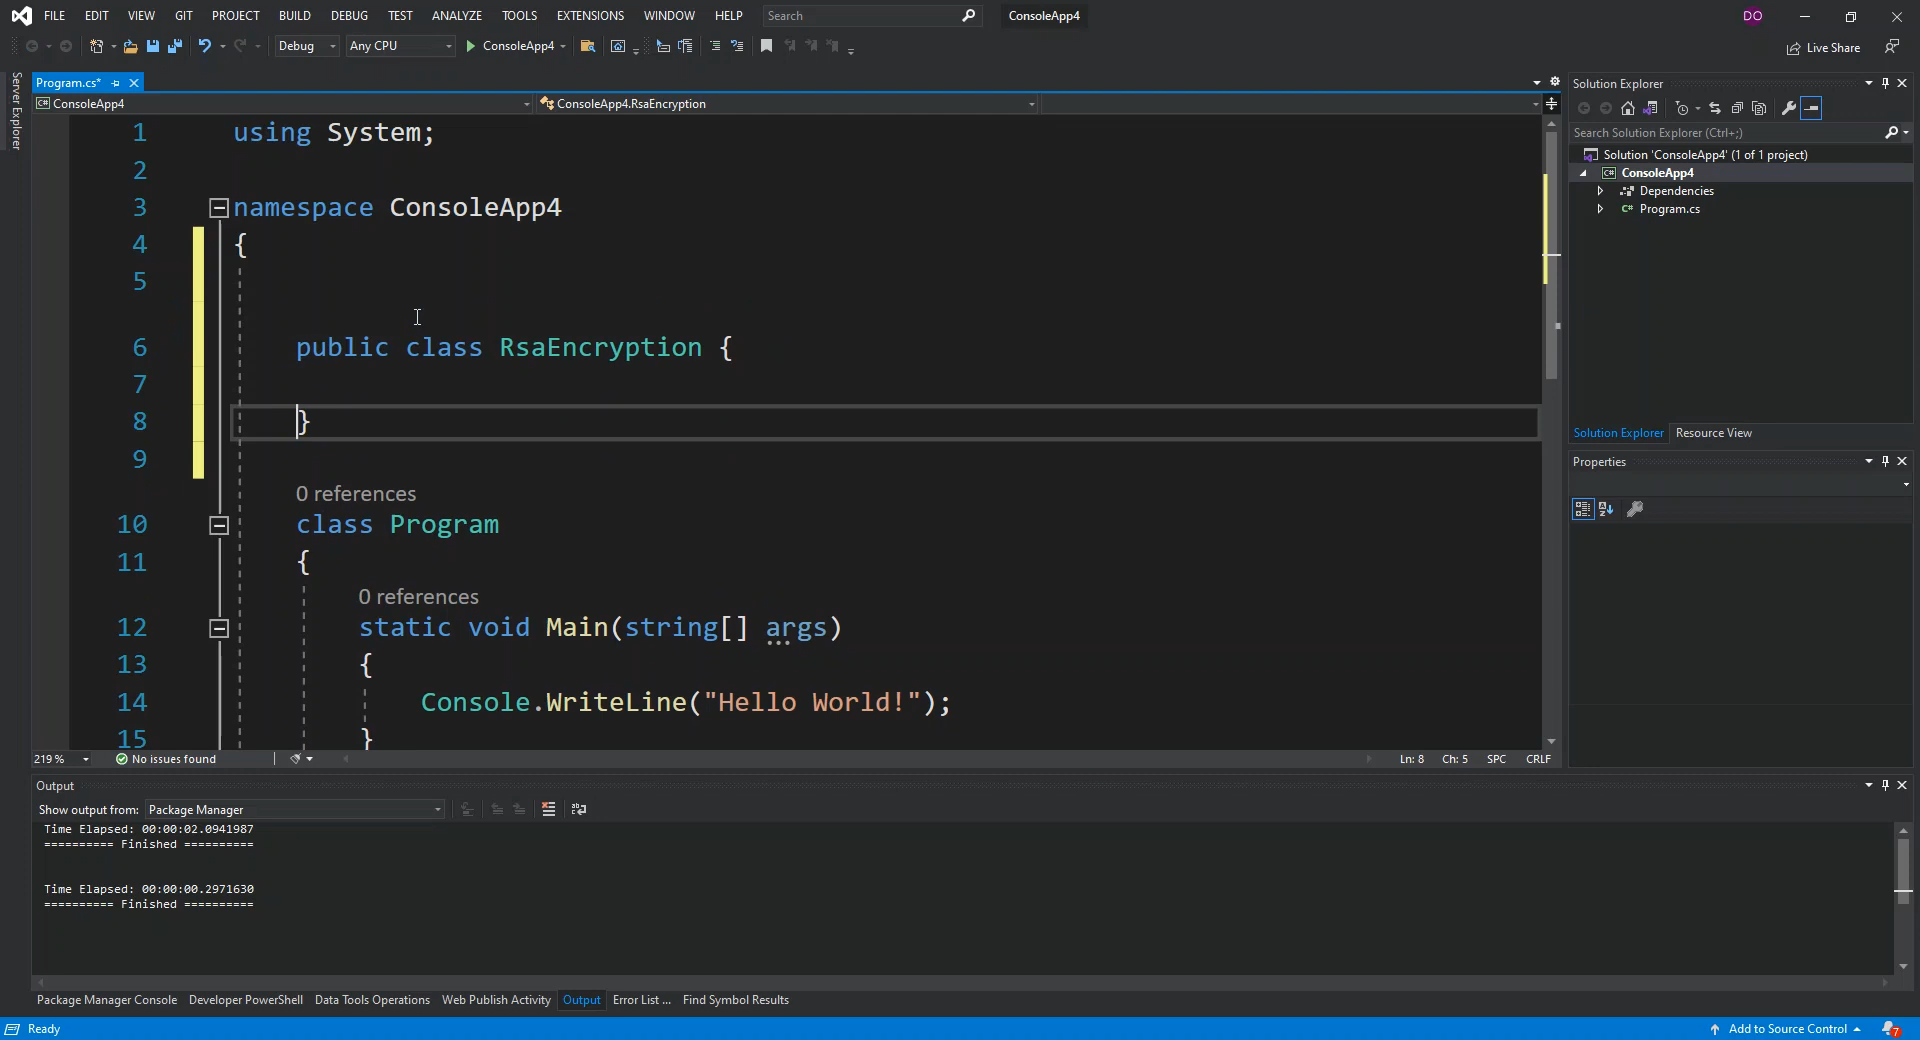 FILE EDIT VIEW GIT PROJECT BUILD DEBUG TEST ANALYZE TOOLS EXTENSIONS WINDOW HELP Search ConsoleApp4 DO
Debug Any CPU ConsoleApp4 Live Share
Server Explorer
Program.cs*
ConsoleApp4 ConsoleApp4.RsaEncryption
1 using System;
2
3 namespace ConsoleApp4
4 {
5
6 public class RsaEncryption {
7
8 }
9
0 references
10 class Program
11 {
0 references
12 static void Main(string[] args)
13 {
14 Console.WriteLine("Hello World!");
15 }
219 % No issues found Ln: 8 Ch: 5 SPC CRLF
Solution Explorer
Search Solution Explorer (Ctrl+;)
Solution 'ConsoleApp4' (1 of 1 project)
C# ConsoleApp4
Dependencies
C# Program.cs
Solution Explorer Resource View
Properties
Output
Show output from: Package Manager
Time Elapsed: 00:00:02.0941987
========== Finished ==========
Time Elapsed: 00:00:00.2971630
========== Finished ==========
Package Manager Console Developer PowerShell Data Tools Operations Web Publish Activity Output Error List ... Find Symbol Results
Ready Add to Source Control 7